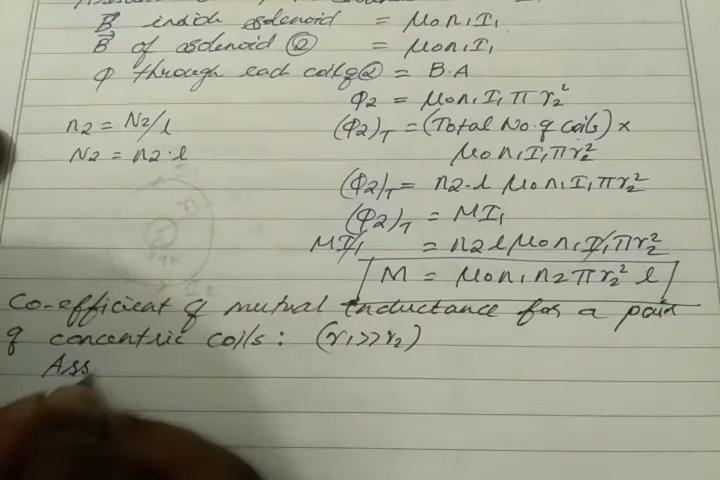 B⃗ inside solenoid = μ₀n₁I₁
B⃗ of solenoid ② = μ₀n₁I₁
φ through each coil of ② = B.A
φ₂ = μ₀n₁I₁πr₂²
n₂ = N₂/l (φ₂)ₜ = (Total No. of coils) ×
N₂ = n₂·l μ₀n₁I₁πr₂²
(φ₂)ₜ = n₂·l μ₀n₁I₁πr₂²
(φ₂)ₜ = MI₁
MI₁ = n₂lμ₀n₁I₁πr₂²
M = μ₀n₁n₂πr₂²l
Co-efficient of mutual Inductance for a pair
of concentric coils: (r₁>>r₂)
Ass